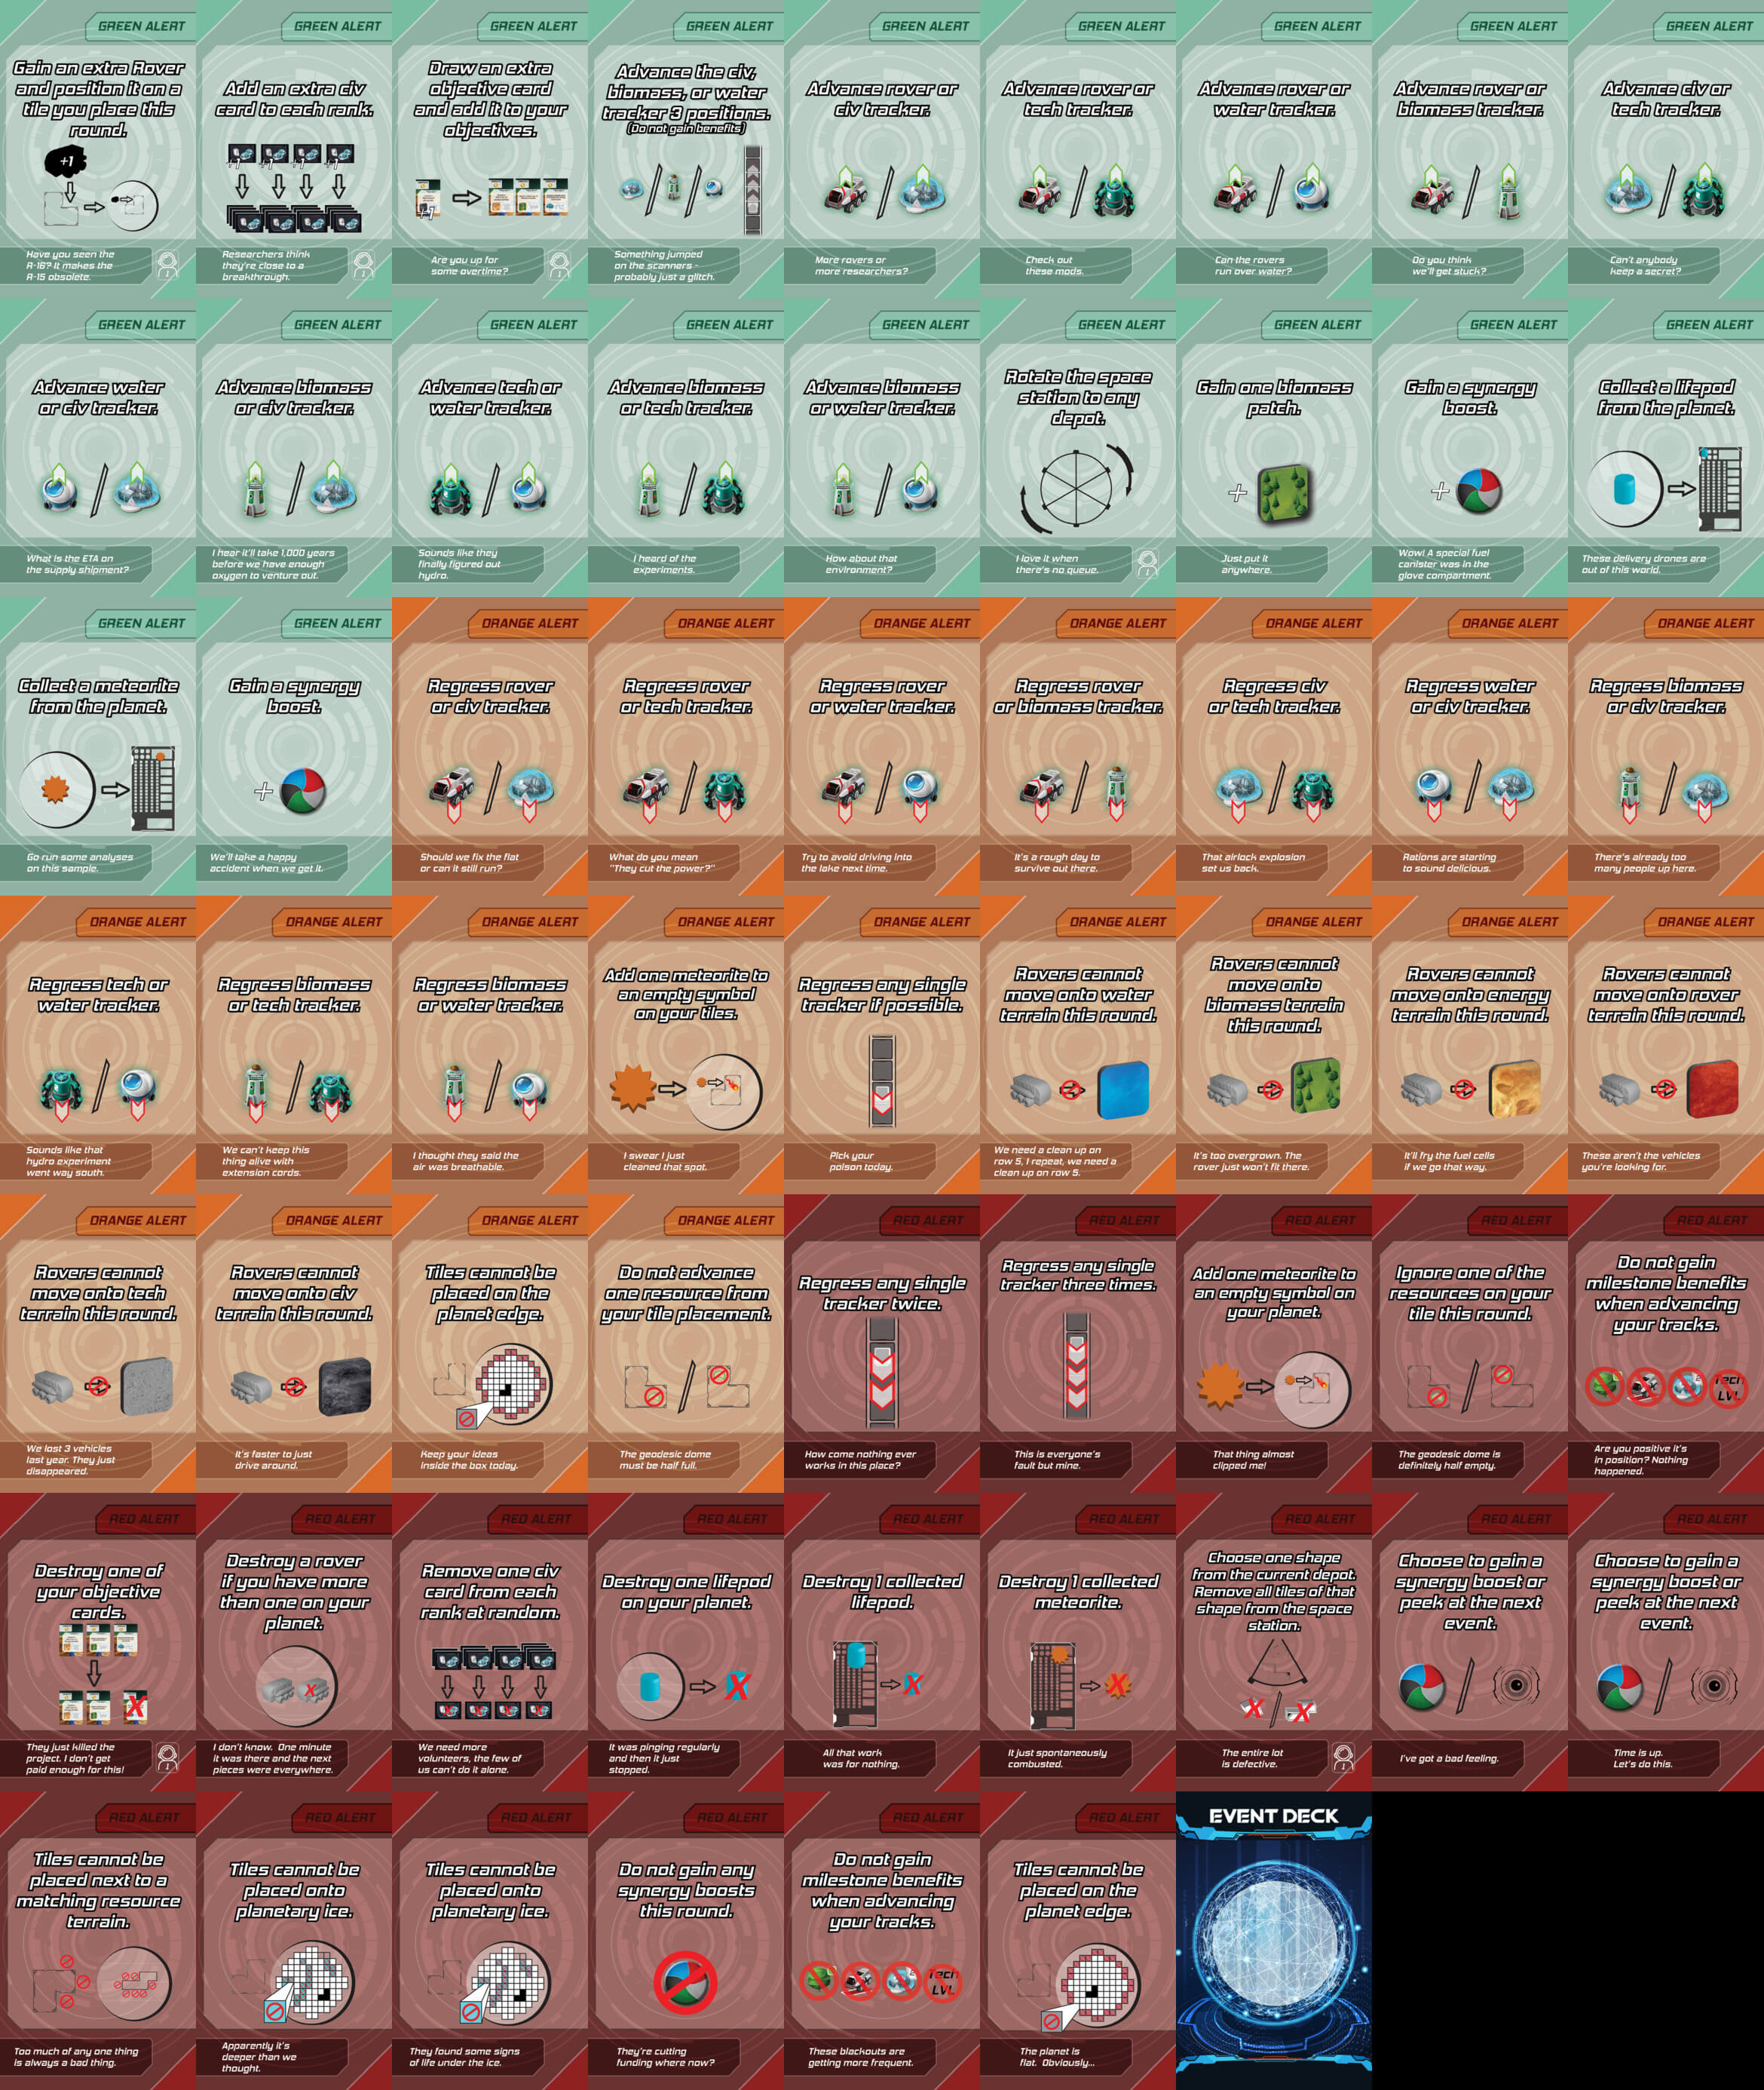 GREEN ALERT
Gain an extra Rover
and position it on a
tile you place this
round.
+1
Have you seen the
R-16? It makes the
R-15 obsolete.
1
GREEN ALERT
Add an extra civ
card to each rank.
+1
+1
+1
+1
Researchers think
they're close to a
breakthrough.
1
GREEN ALERT
Draw an extra
objective card
and add it to your
objectives.
+1
Are you up for
some overtime?
1
GREEN ALERT
Advance the civ,
biomass, or water
tracker 3 positions.
(Do not gain benefits)
Something jumped
on the scanners -
probably just a glitch.
GREEN ALERT
Advance rover or
civ tracker.
More rovers or
more researchers?
GREEN ALERT
Advance rover or
tech tracker.
Check out
these mods.
GREEN ALERT
Advance rover or
water tracker.
Can the rovers
run over water?
GREEN ALERT
Advance rover or
biomass tracker.
Do you think
we'll get stuck?
GREEN ALERT
Advance civ or
tech tracker.
Can't anybody
keep a secret?
GREEN ALERT
Advance water
or civ tracker.
What is the ETA on
the supply shipment?
GREEN ALERT
Advance biomass
or civ tracker.
I hear it'll take 1,000 years
before we have enough
oxygen to venture out.
GREEN ALERT
Advance tech or
water tracker.
Sounds like they
finally figured out
hydro.
GREEN ALERT
Advance biomass
or tech tracker.
I heard of the
experiments.
GREEN ALERT
Advance biomass
or water tracker.
How about that
environment?
GREEN ALERT
Rotate the space
station to any
depot.
I love it when
there's no queue.
1
GREEN ALERT
Gain one biomass
patch.
+
Just put it
anywhere.
GREEN ALERT
Gain a synergy
boost.
+
Wow! A special fuel
canister was in the
glove compartment.
GREEN ALERT
Collect a lifepod
from the planet.
These delivery drones are
out of this world.
GREEN ALERT
Collect a meteorite
from the planet.
Go run some analyses
on this sample.
GREEN ALERT
Gain a synergy
boost.
+
We'll take a happy
accident when we get it.
ORANGE ALERT
Regress rover
or civ tracker.
Should we fix the flat
or can it still run?
ORANGE ALERT
Regress rover
or tech tracker.
What do you mean
"They cut the power?"
ORANGE ALERT
Regress rover
or water tracker.
Try to avoid driving into
the lake next time.
ORANGE ALERT
Regress rover
or biomass tracker.
It's a rough day to
survive out there.
ORANGE ALERT
Regress civ
or tech tracker.
That airlock explosion
set us back.
ORANGE ALERT
Regress water
or civ tracker.
Rations are starting
to sound delicious.
ORANGE ALERT
Regress biomass
or civ tracker.
There's already too
many people up here.
ORANGE ALERT
Regress tech or
water tracker.
Sounds like that
hydro experiment
went way south.
ORANGE ALERT
Regress biomass
or tech tracker.
We can't keep this
thing alive with
extension cords.
ORANGE ALERT
Regress biomass
or water tracker.
I thought they said the
air was breathable.
ORANGE ALERT
Add one meteorite to
an empty symbol
on your tiles.
I swear I just
cleaned that spot.
ORANGE ALERT
Regress any single
tracker if possible.
Pick your
poison today.
ORANGE ALERT
Rovers cannot
move onto water
terrain this round.
We need a clean up on
row 5, I repeat, we need a
clean up on row 5.
ORANGE ALERT
Rovers cannot
move onto
biomass terrain
this round.
It's too overgrown. The
rover just won't fit there.
ORANGE ALERT
Rovers cannot
move onto energy
terrain this round.
It'll fry the fuel cells
if we go that way.
ORANGE ALERT
Rovers cannot
move onto rover
terrain this round.
These aren't the vehicles
you're looking for.
ORANGE ALERT
Rovers cannot
move onto tech
terrain this round.
We lost 3 vehicles
last year. They just
disappeared.
ORANGE ALERT
Rovers cannot
move onto civ
terrain this round.
It's faster to just
drive around.
ORANGE ALERT
Tiles cannot be
placed on the
planet edge.
Keep your ideas
inside the box today.
ORANGE ALERT
Do not advance
one resource from
your tile placement.
The geodesic dome
must be half full.
RED ALERT
Regress any single
tracker twice.
How come nothing ever
works in this place?
RED ALERT
Regress any single
tracker three times.
This is everyone's
fault but mine.
RED ALERT
Add one meteorite to
an empty symbol on
your planet.
That thing almost
clipped me!
RED ALERT
Ignore one of the
resources on your
tile this round.
The geodesic dome is
definitely half empty.
RED ALERT
Do not gain
milestone benefits
when advancing
your tracks.
Tech
LVL
Are you positive it's
in position? Nothing
happened.
RED ALERT
Destroy one of
your objective
cards.
X
They just killed the
project. I don't get
paid enough for this!
1
RED ALERT
Destroy a rover
if you have more
than one on your
planet.
X
I don't know. One minute
it was there and the next
pieces were everywhere.
RED ALERT
Remove one civ
card from each
rank at random.
We need more
volunteers, the few of
us can't do it alone.
RED ALERT
Destroy one lifepod
on your planet.
X
It was pinging regularly
and then it just
stopped.
RED ALERT
Destroy 1 collected
lifepod.
X
All that work
was for nothing.
RED ALERT
Destroy 1 collected
meteorite.
X
It just spontaneously
combusted.
RED ALERT
Choose one shape
from the current depot.
Remove all tiles of that
shape from the space
station.
X
X
The entire lot
is defective.
1
RED ALERT
Choose to gain a
synergy boost or
peek at the next
event.
I've got a bad feeling.
RED ALERT
Choose to gain a
synergy boost or
peek at the next
event.
Time is up.
Let's do this.
RED ALERT
Tiles cannot be
placed next to a
matching resource
terrain.
Too much of any one thing
is always a bad thing.
RED ALERT
Tiles cannot be
placed onto
planetary ice.
Apparently it's
deeper than we
thought.
RED ALERT
Tiles cannot be
placed onto
planetary ice.
They found some signs
of life under the ice.
RED ALERT
Do not gain any
synergy boosts
this round.
They're cutting
funding where now?
RED ALERT
Do not gain
milestone benefits
when advancing
your tracks.
Tech
LVL
These blackouts are
getting more frequent.
RED ALERT
Tiles cannot be
placed on the
planet edge.
The planet is
flat. Obviously...
EVENT DECK